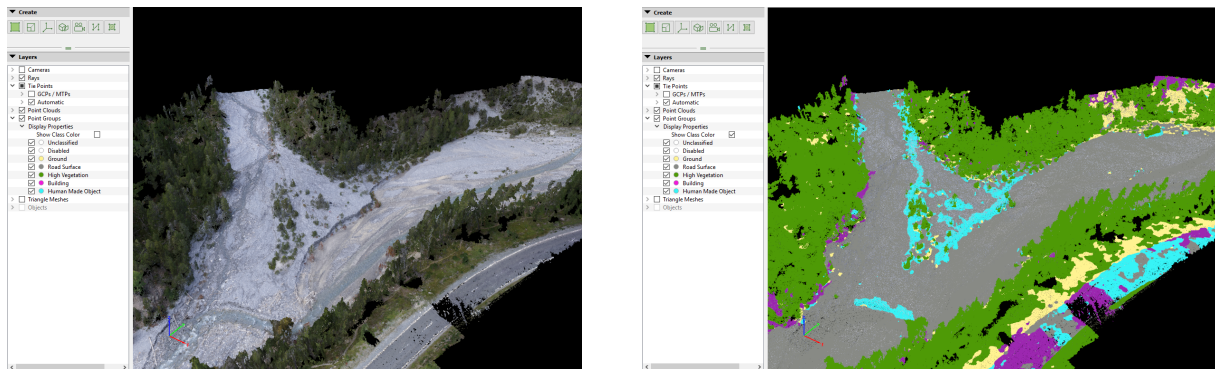 Create
Layers
Cameras
Rays
Tie Points
GCPs / MTPs
Automatic
Point Clouds
Point Groups
Display Properties
Show Class Color
Unclassified
Disabled
Ground
Road Surface
High Vegetation
Building
Human Made Object
Triangle Meshes
Objects
Create
Layers
Cameras
Rays
Tie Points
GCPs / MTPs
Automatic
Point Clouds
Point Groups
Display Properties
Show Class Color
Unclassified
Disabled
Ground
Road Surface
High Vegetation
Building
Human Made Object
Triangle Meshes
Objects